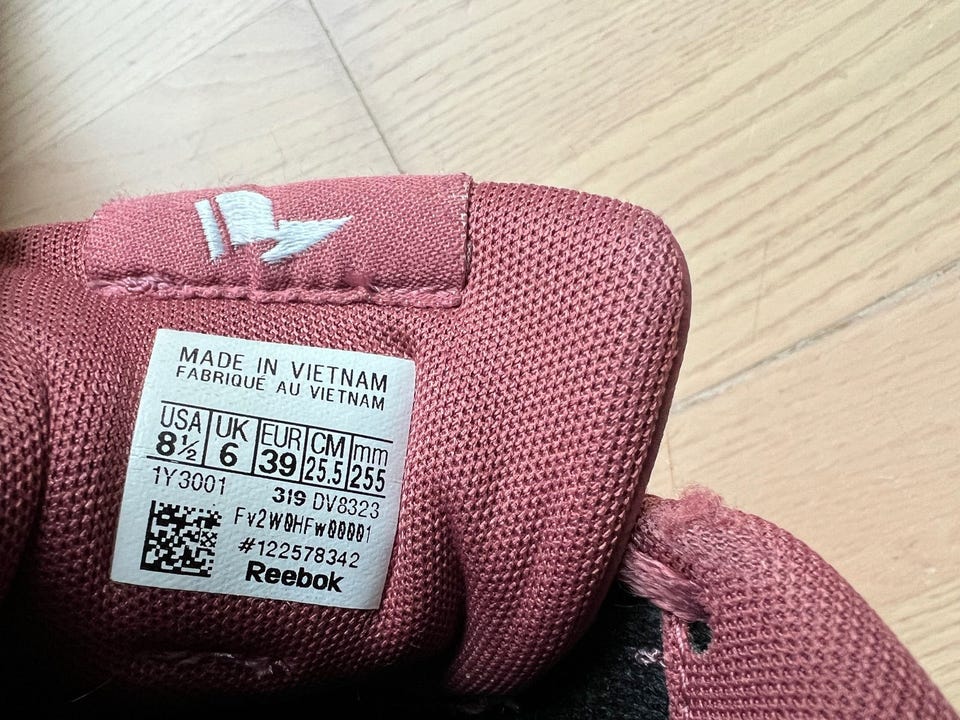 MADE IN VIETNAM
FABRIQUÉ AU VIETNAM
USA UK EUR CM mm
8½ 6 39 25.5 255
1Y3001 319 DV8323
Fv2W0HFw00001
#122578342
Reebok